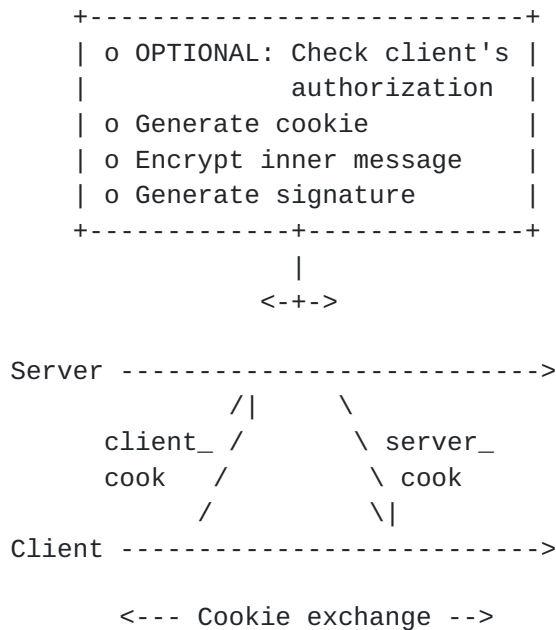 o OPTIONAL: Check client's
authorization
o Generate cookie
o Encrypt inner message
o Generate signature
Server
client_
server_
cook
cook
Client
<--- Cookie exchange -->